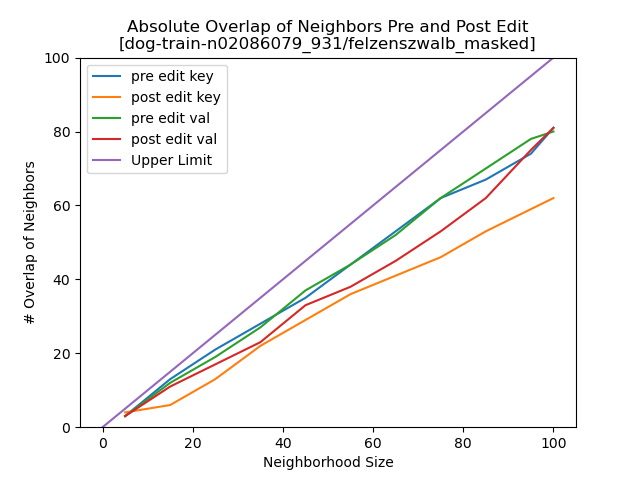 Absolute Overlap of Neighbors Pre and Post Edit
[dog-train-n02086079_931/felzenszwalb_masked]
100
80
60
40
20
0
# Overlap of Neighbors
pre edit key
post edit key
pre edit val
post edit val
Upper Limit
0 20 40 60 80 100
Neighborhood Size